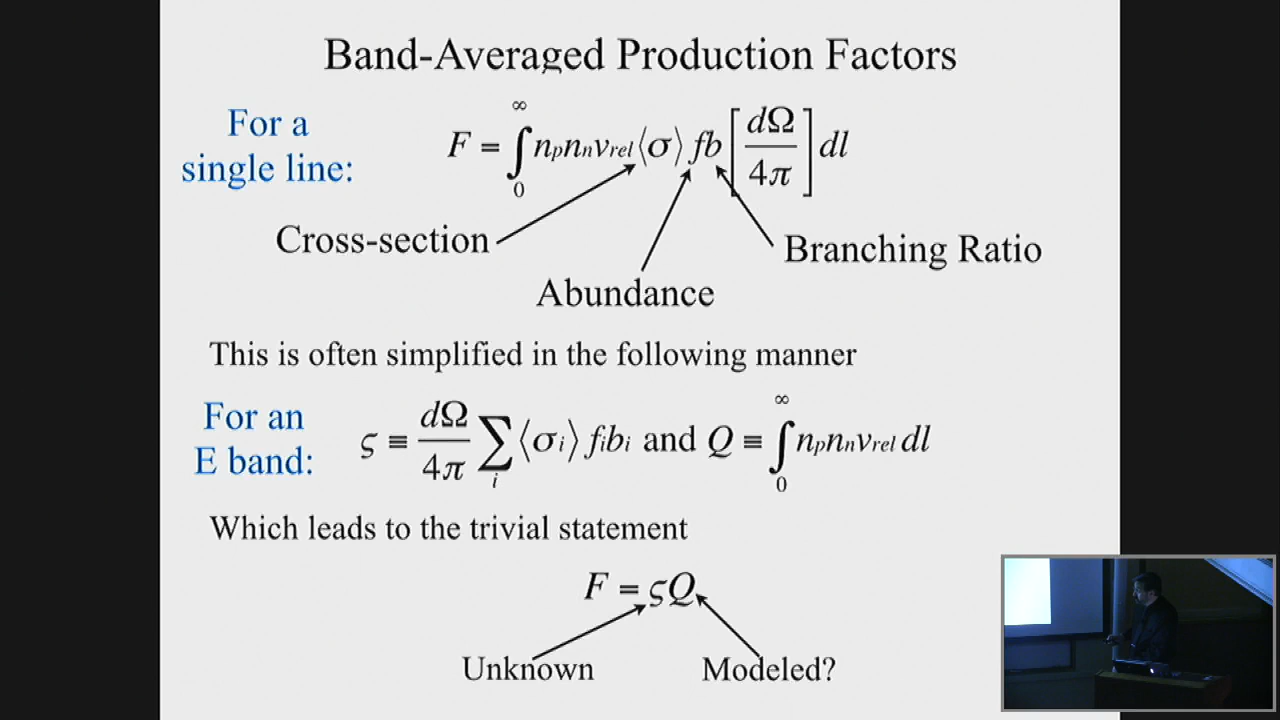 Band-Averaged Production Factors
For a
single line:
F = ∫₀^∞ nₚnₙvᵣₑₗ⟨σ⟩ fb [dΩ/4π] dl
Cross-section
Branching Ratio
Abundance
This is often simplified in the following manner
For an
E band:
ς ≡ dΩ/4π ∑ᵢ ⟨σᵢ⟩ fᵢbᵢ and Q ≡ ∫₀^∞ nₚnₙvᵣₑₗ dl
Which leads to the trivial statement
F = ςQ
Unknown
Modeled?